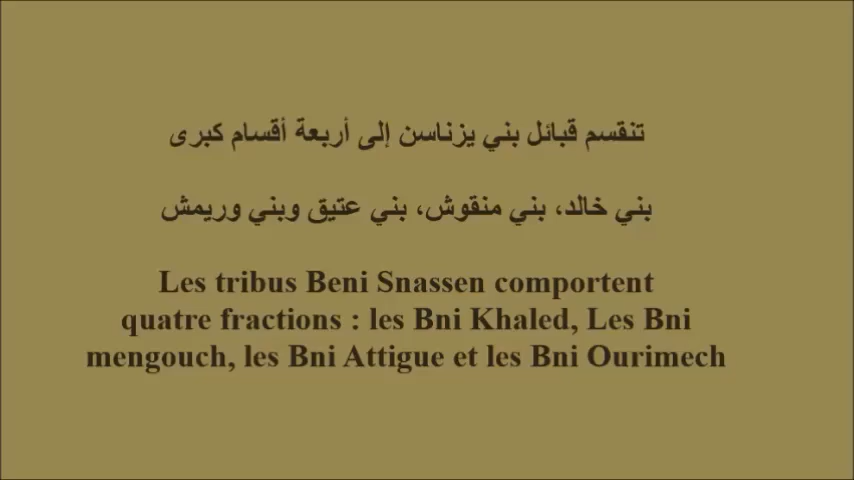 تنقسم قبائل بني يزناسن إلى أربعة أقسام كبرى
بني خالد، بني منقوش، بني عتيق وبني وريمش
Les tribus Beni Snassen comportent
quatre fractions : les Bni Khaled, Les Bni
mengouch, les Bni Attigue et les Bni Ourimech